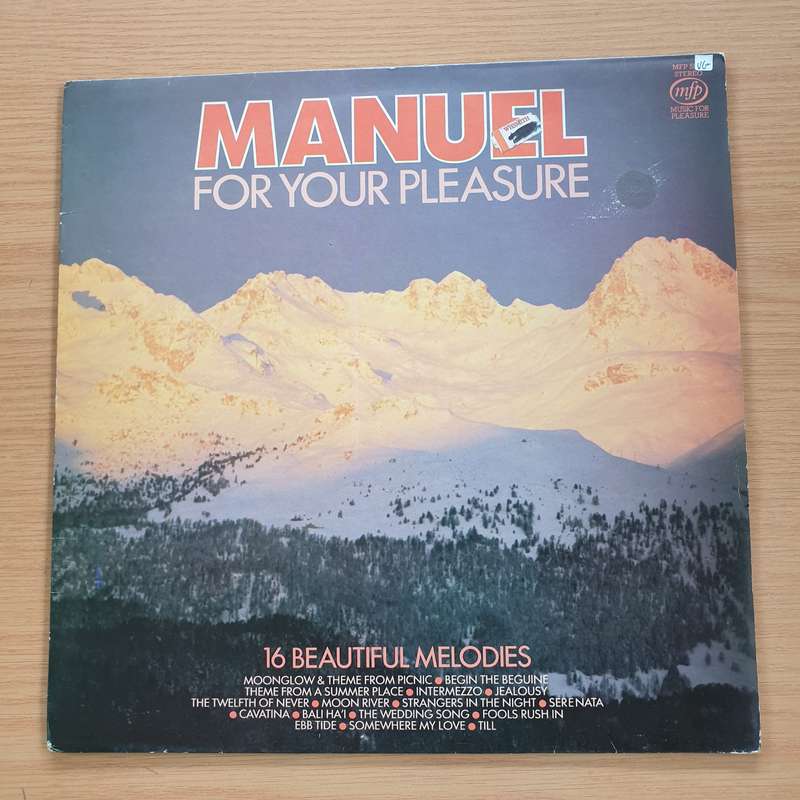 VG+
MFP
STEREO
mfp
MUSIC FOR
PLEASURE
MANUEL
FOR YOUR PLEASURE
16 BEAUTIFUL MELODIES
MOONGLOW & THEME FROM PICNIC • BEGIN THE BEGUINE
THEME FROM A SUMMER PLACE • INTERMEZZO • JEALOUSY
THE TWELFTH OF NEVER • MOON RIVER • STRANGERS IN THE NIGHT • SERENATA
• CAVATINA • BALI HA'I • THE WEDDING SONG • FOOLS RUSH IN
EBB TIDE • SOMEWHERE MY LOVE • TILL